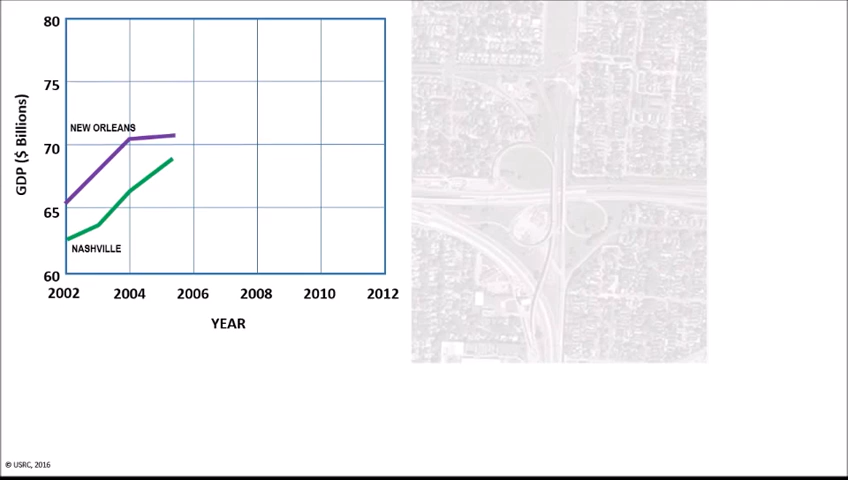 80
75
70
65
60
GDP ($ Billions)
NEW ORLEANS
NASHVILLE
2002 2004 2006 2008 2010 2012
YEAR
© USRC, 2016